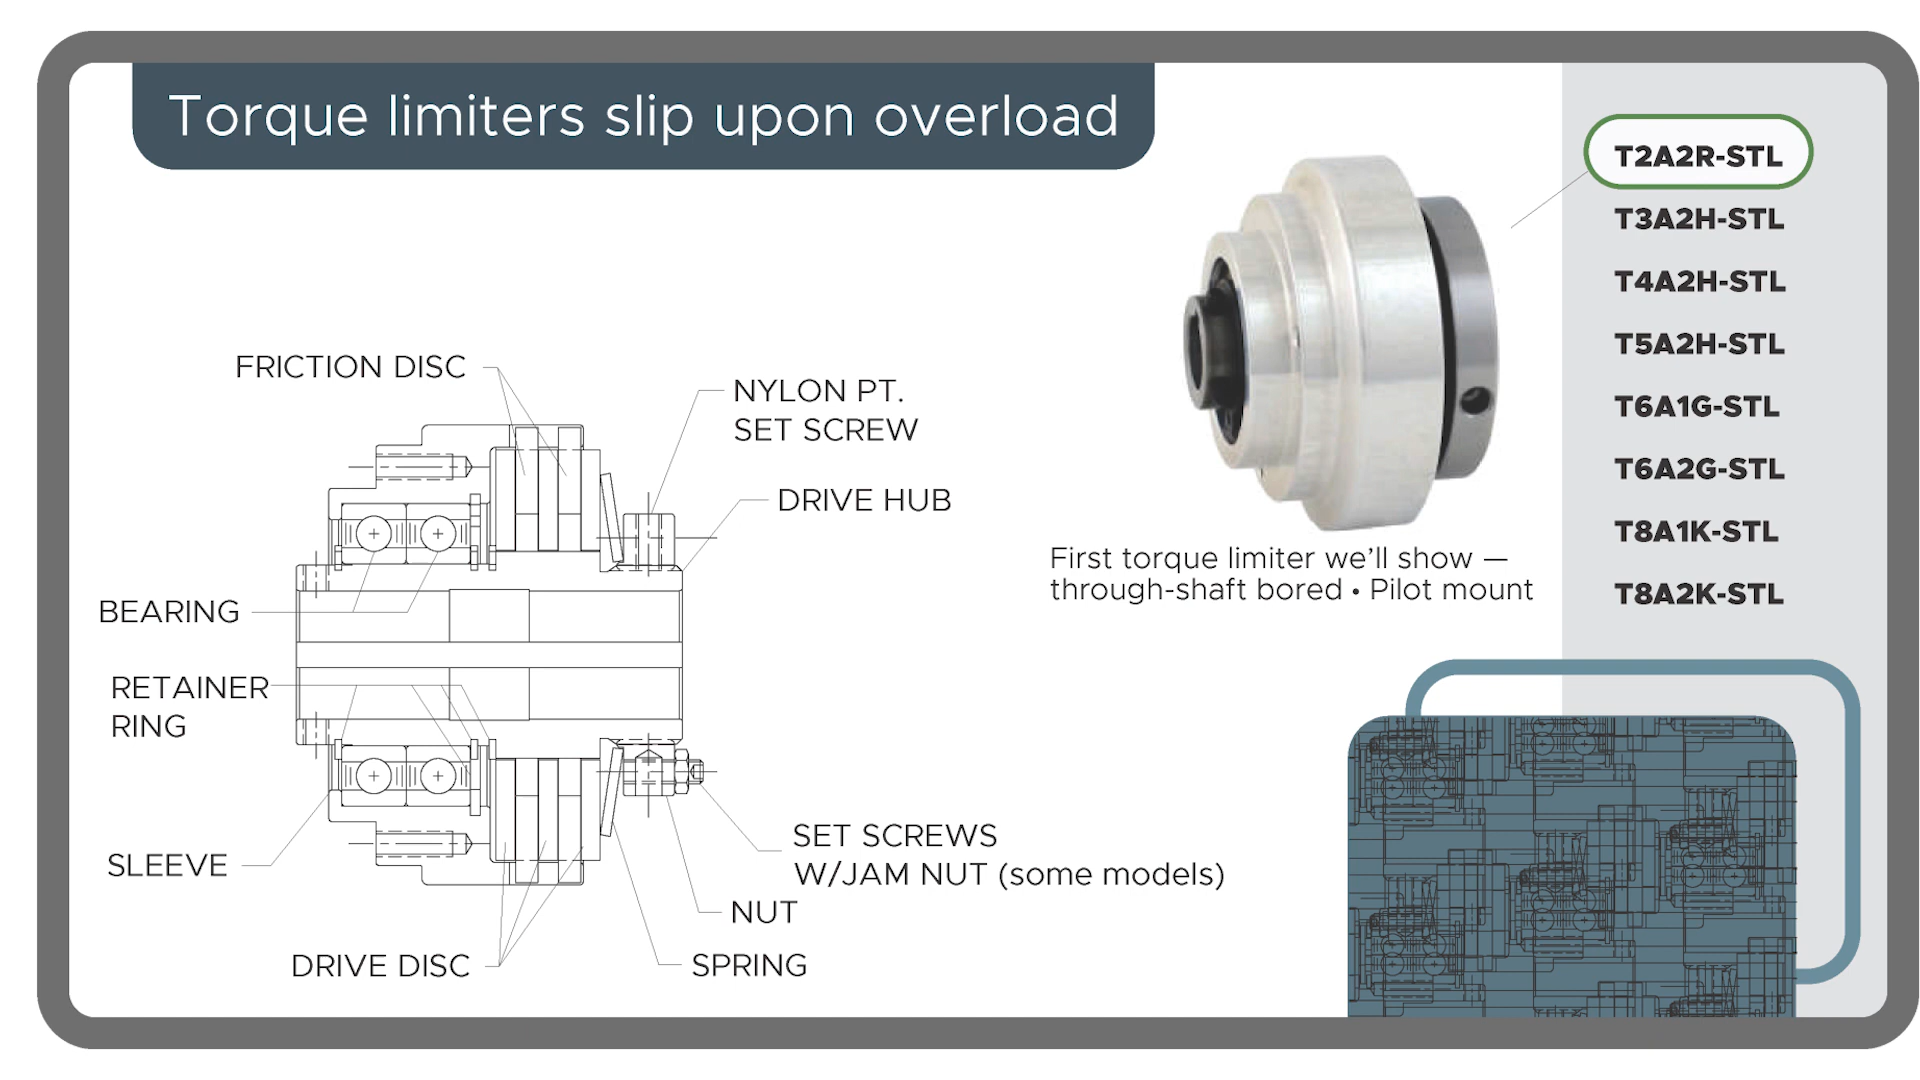 Torque limiters slip upon overload
FRICTION DISC
NYLON PT.
SET SCREW
DRIVE HUB
BEARING
RETAINER
RING
SLEEVE
DRIVE DISC
SET SCREWS
W/JAM NUT (some models)
NUT
SPRING
First torque limiter we’ll show —
through-shaft bored • Pilot mount
T2A2R-STL
T3A2H-STL
T4A2H-STL
T5A2H-STL
T6A1G-STL
T6A2G-STL
T8A1K-STL
T8A2K-STL